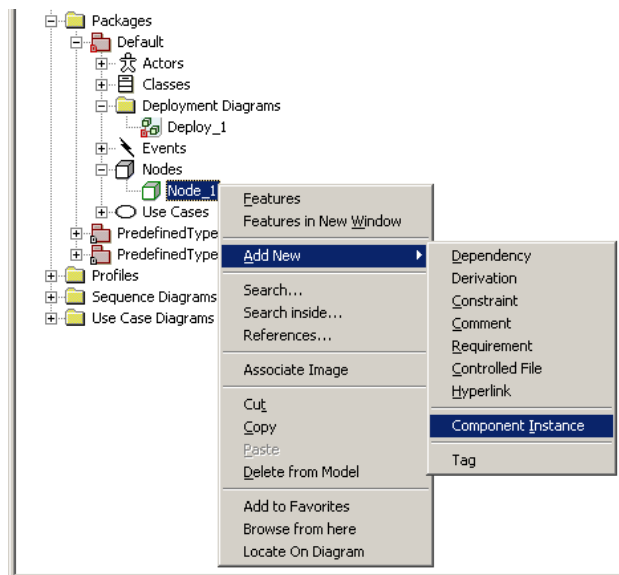 Packages
Default
Actors
Classes
Deployment Diagrams
Deploy_1
Events
Nodes
Node_1
Use Cases
PredefinedType
PredefinedType
Profiles
Sequence Diagrams
Use Case Diagrams
Features
Features in New Window
Add New
Search...
Search inside...
References...
Associate Image
Cut
Copy
Paste
Delete from Model
Add to Favorites
Browse from here
Locate On Diagram
Dependency
Derivation
Constraint
Comment
Requirement
Controlled File
Hyperlink
Component Instance
Tag